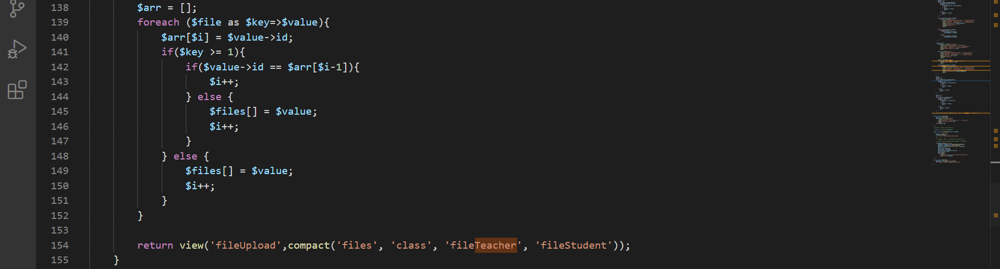 138 $arr = [];
139 foreach ($file as $key=>$value){
140 $arr[$i] = $value->id;
141 if($key >= 1){
142 if($value->id == $arr[$i-1]){
143 $i++;
144 } else {
145 $files[] = $value;
146 $i++;
147 }
148 } else {
149 $files[] = $value;
150 $i++;
151 }
152 }
153
154 return view('fileUpload',compact('files', 'class', 'fileTeacher', 'fileStudent'));
155 }